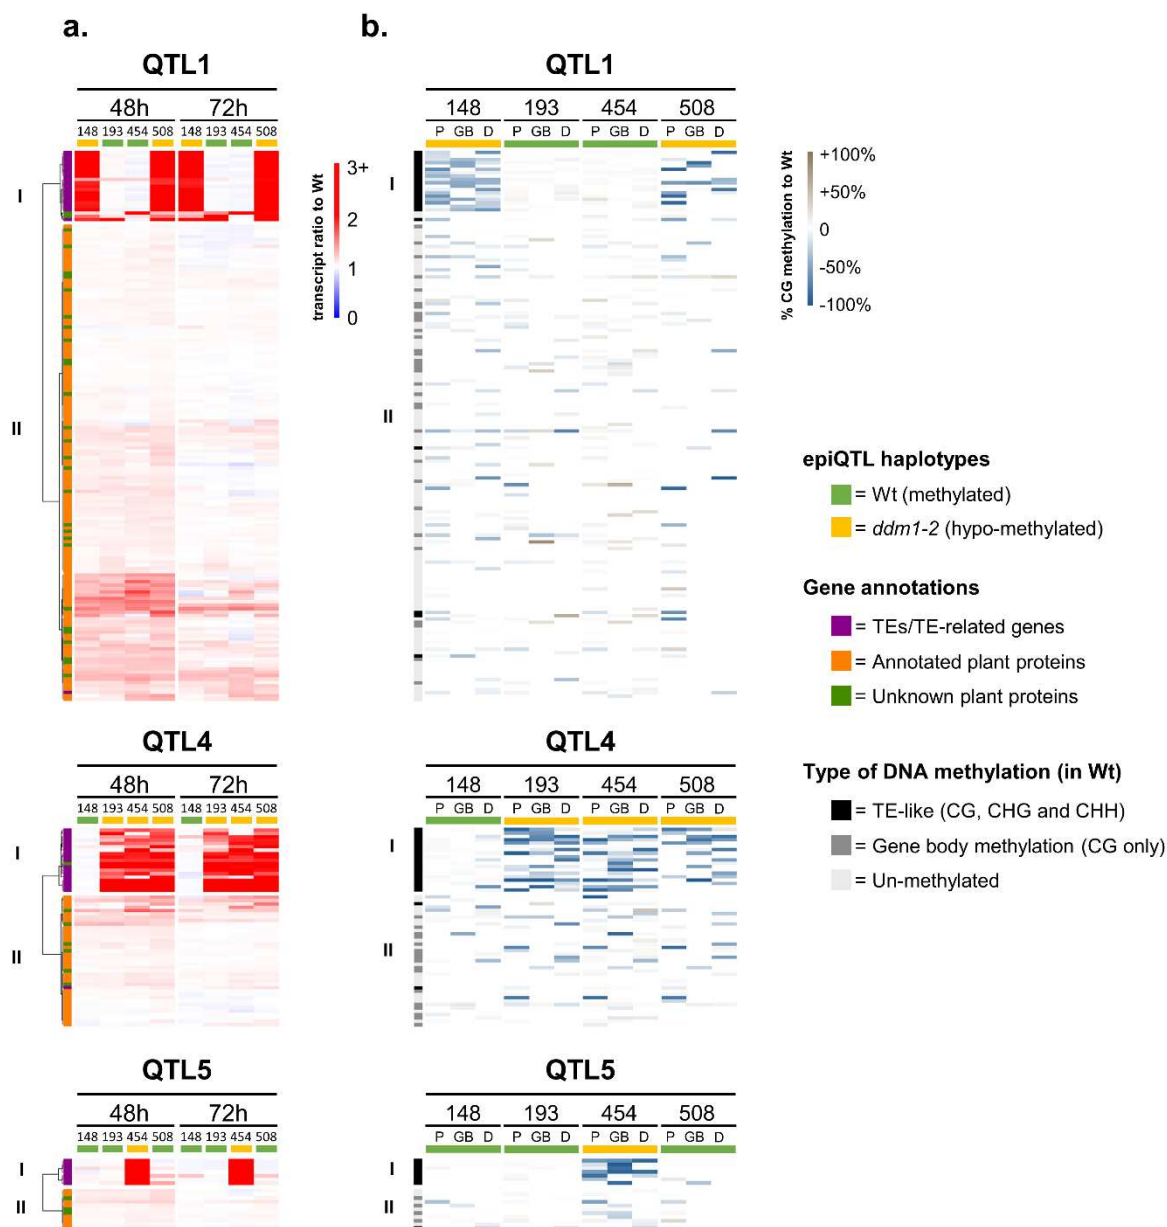 a.
QTL1
48h 72h
148 193 454 508 148 193 454 508
I
II
3+
2
1
0
transcript ratio to Wt
b.
QTL1
148 193 454 508
P GB D P GB D P GB D P GB D
I
II
+100%
+50%
0
-50%
-100%
% CG methylation to Wt
epiQTL haplotypes
= Wt (methylated)
= ddm1-2 (hypo-methylated)
Gene annotations
= TEs/TE-related genes
= Annotated plant proteins
= Unknown plant proteins
Type of DNA methylation (in Wt)
= TE-like (CG, CHG and CHH)
= Gene body methylation (CG only)
= Un-methylated
QTL4
48h 72h
148 193 454 508 148 193 454 508
I
II
QTL4
148 193 454 508
P GB D P GB D P GB D P GB D
I
II
QTL5
48h 72h
148 193 454 508 148 193 454 508
I
II
QTL5
148 193 454 508
P GB D P GB D P GB D P GB D
I
II